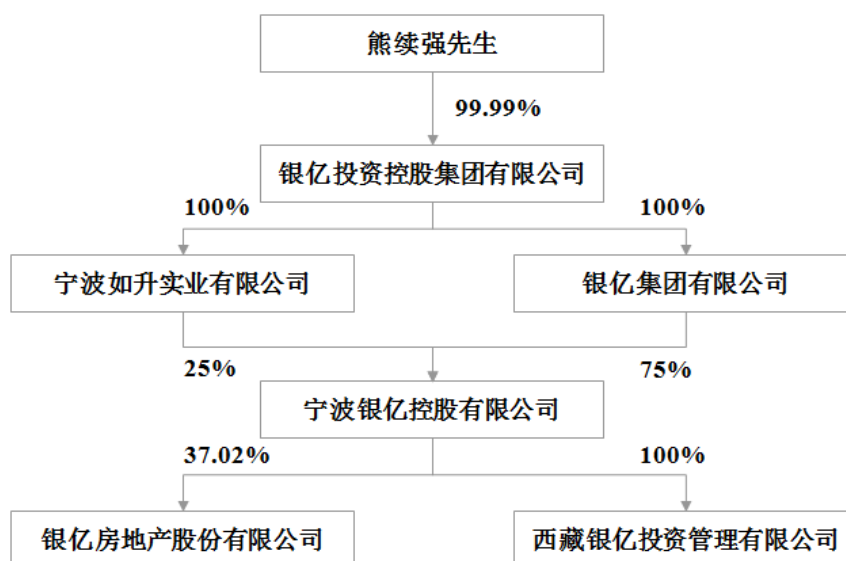 熊续强先生
99.99%
银亿投资控股集团有限公司
100%
100%
宁波如升实业有限公司
银亿集团有限公司
25%
75%
宁波银亿控股有限公司
37.02%
100%
银亿房地产股份有限公司
西藏银亿投资管理有限公司